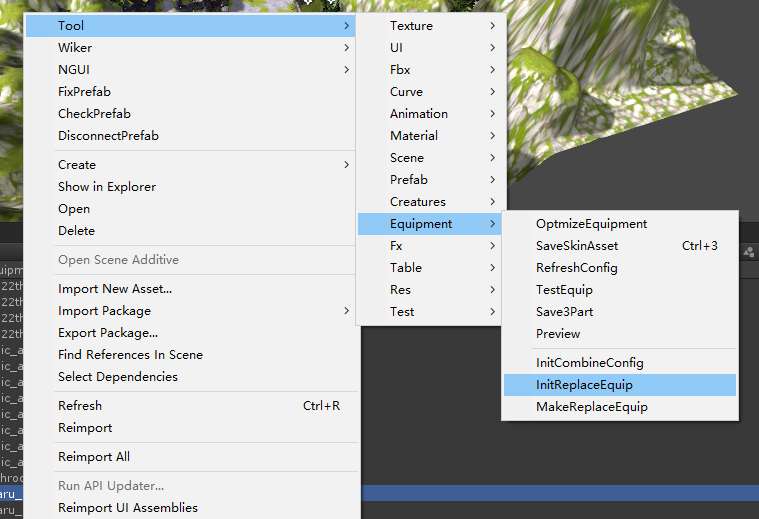 Tool
Wiker
NGUI
FixPrefab
CheckPrefab
DisconnectPrefab
Create
Show in Explorer
Open
Delete
Open Scene Additive
Import New Asset...
Import Package
Export Package...
Find References In Scene
Select Dependencies
Refresh Ctrl+R
Reimport
Reimport All
Run API Updater...
Reimport UI Assemblies
Texture
UI
Fbx
Curve
Animation
Material
Scene
Prefab
Creatures
Equipment
Fx
Table
Res
Test
OptmizeEquipment
SaveSkinAsset Ctrl+3
RefreshConfig
TestEquip
Save3Part
Preview
InitCombineConfig
InitReplaceEquip
MakeReplaceEquip